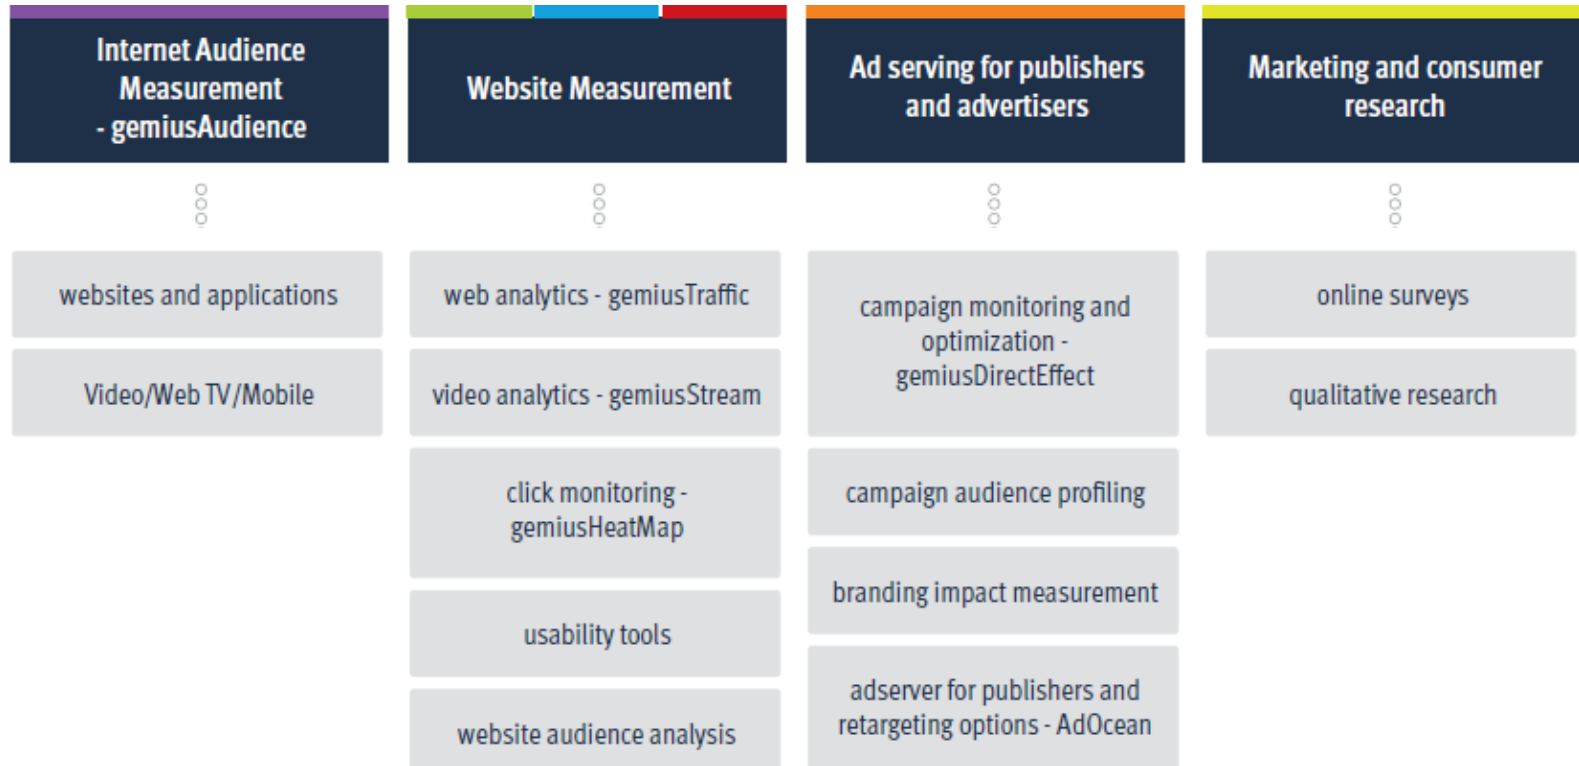 Internet Audience
Measurement
- gemiusAudience
websites and applications
Video/Web TV/Mobile
Website Measurement
web analytics - gemiusTraffic
video analytics - gemiusStream
click monitoring -
gemiusHeatMap
usability tools
website audience analysis
Ad serving for publishers
and advertisers
campaign monitoring and
optimization -
gemiusDirectEffect
campaign audience profiling
branding impact measurement
adserver for publishers and
retargeting options - AdOcean
Marketing and consumer
research
online surveys
qualitative research